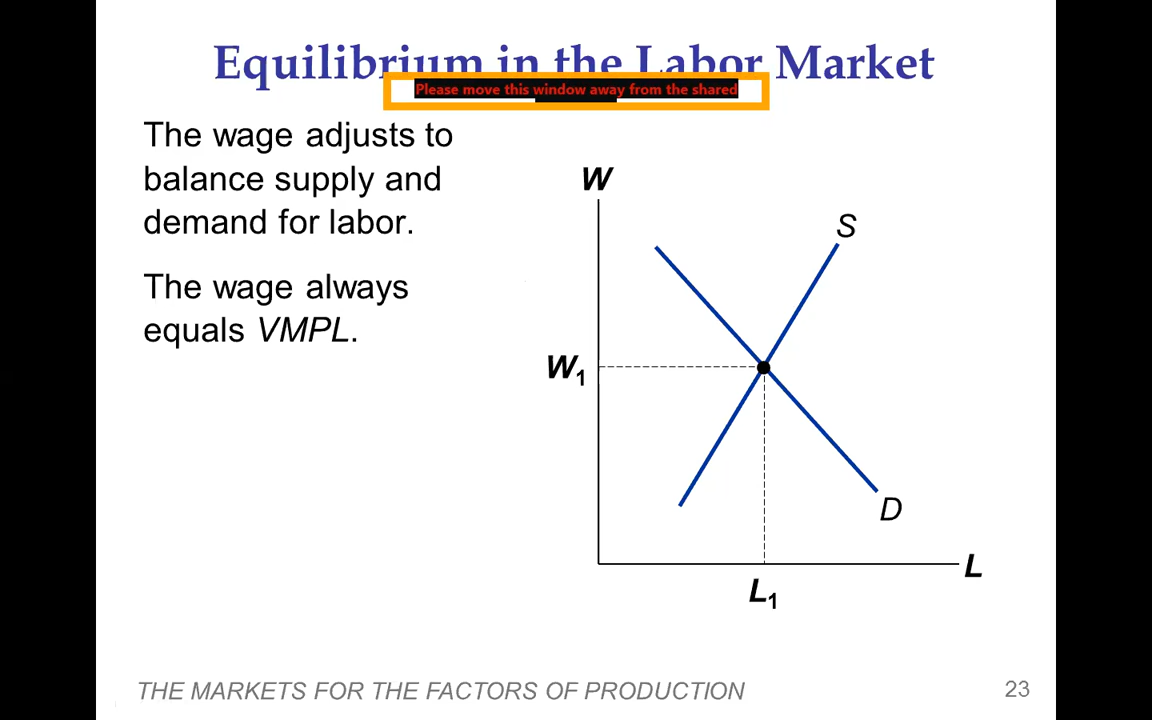 Equilibrium in the Labor Market
Please move this window away from the shared
The wage adjusts to
balance supply and
demand for labor.
The wage always
equals VMPL.
W
S
W1
D
L
L1
THE MARKETS FOR THE FACTORS OF PRODUCTION
23